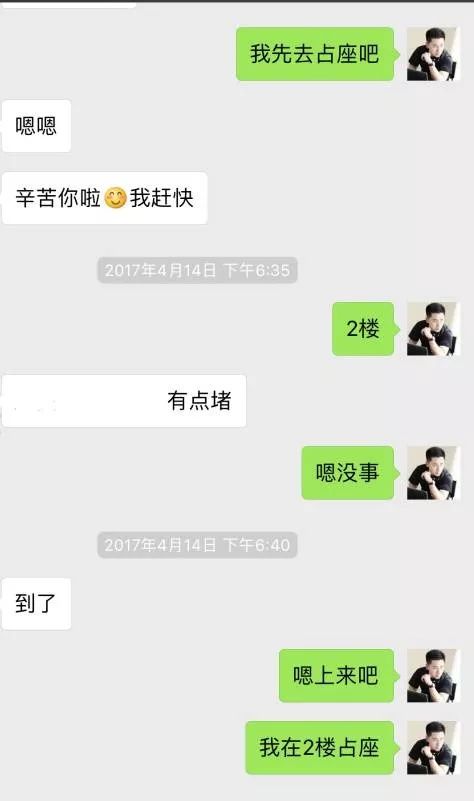 我先去占座吧
嗯嗯
辛苦你啦😊我赶快
2017年4月14日 下午6:35
2楼
有点堵
嗯没事
2017年4月14日 下午6:40
到了
嗯上来吧
我在2楼占座